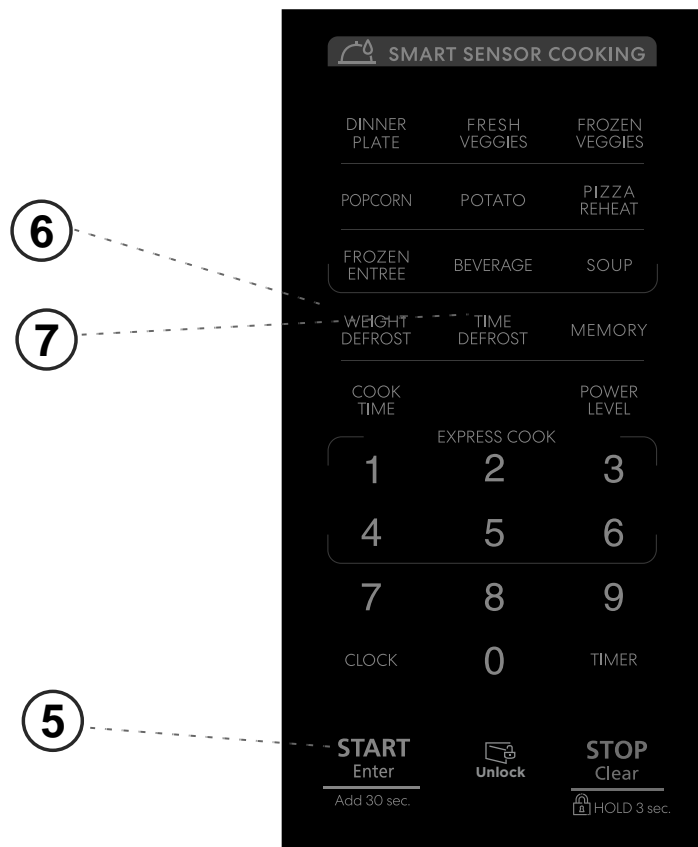 SMART SENSOR COOKING
DINNER PLATE
FRESH VEGGIES
FROZEN VEGGIES
POPCORN
POTATO
PIZZA REHEAT
6
FROZEN ENTREE
BEVERAGE
SOUP
7
WEIGHT DEFROST
TIME DEFROST
MEMORY
COOK TIME
POWER LEVEL
EXPRESS COOK
1 2 3
4 5 6
7 8 9
CLOCK 0 TIMER
5
START
Enter
Add 30 sec.
Unlock
STOP
Clear
HOLD 3 sec.